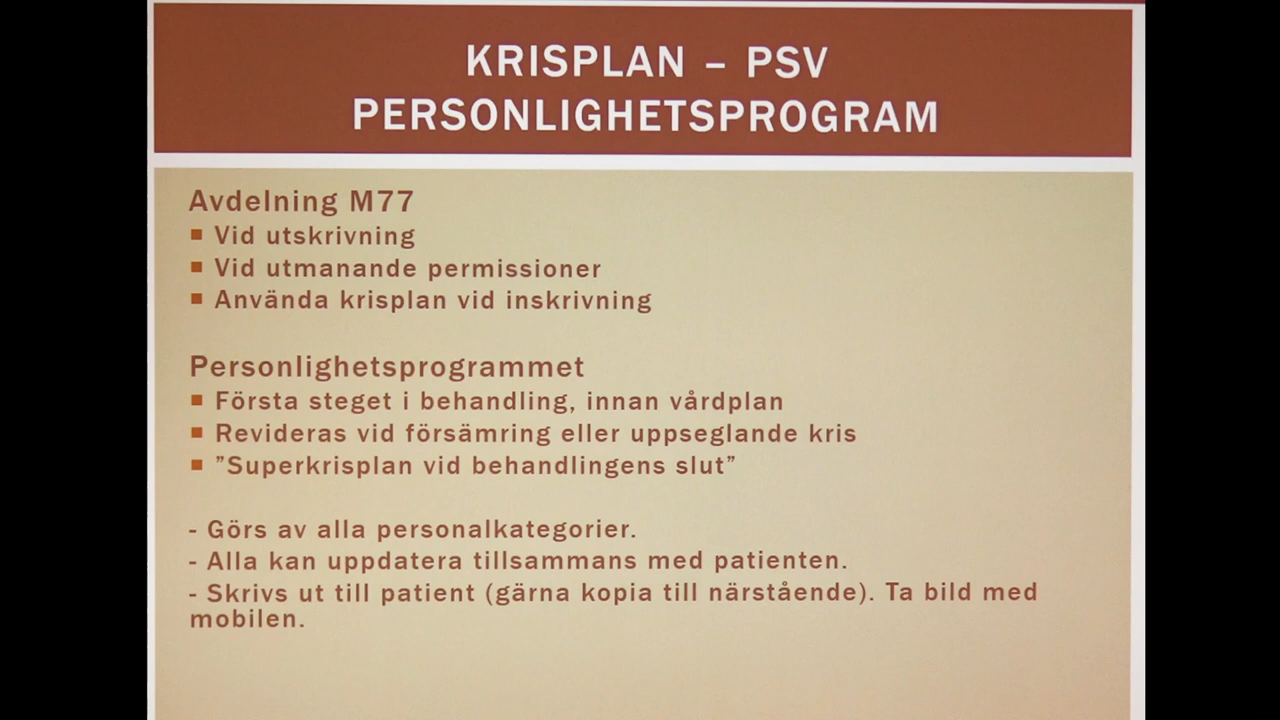 KRISPLAN – PSV
PERSONLIGHETSPROGRAM
Avdelning M77
▪ Vid utskrivning
▪ Vid utmanande permissioner
▪ Använda krisplan vid inskrivning
Personlighetsprogrammet
▪ Första steget i behandling, innan vårdplan
▪ Revideras vid försämring eller uppseglande kris
▪ ”Superkrisplan vid behandlingens slut”
- Görs av alla personalkategorier.
- Alla kan uppdatera tillsammans med patienten.
- Skrivs ut till patient (gärna kopia till närstående). Ta bild med
mobilen.